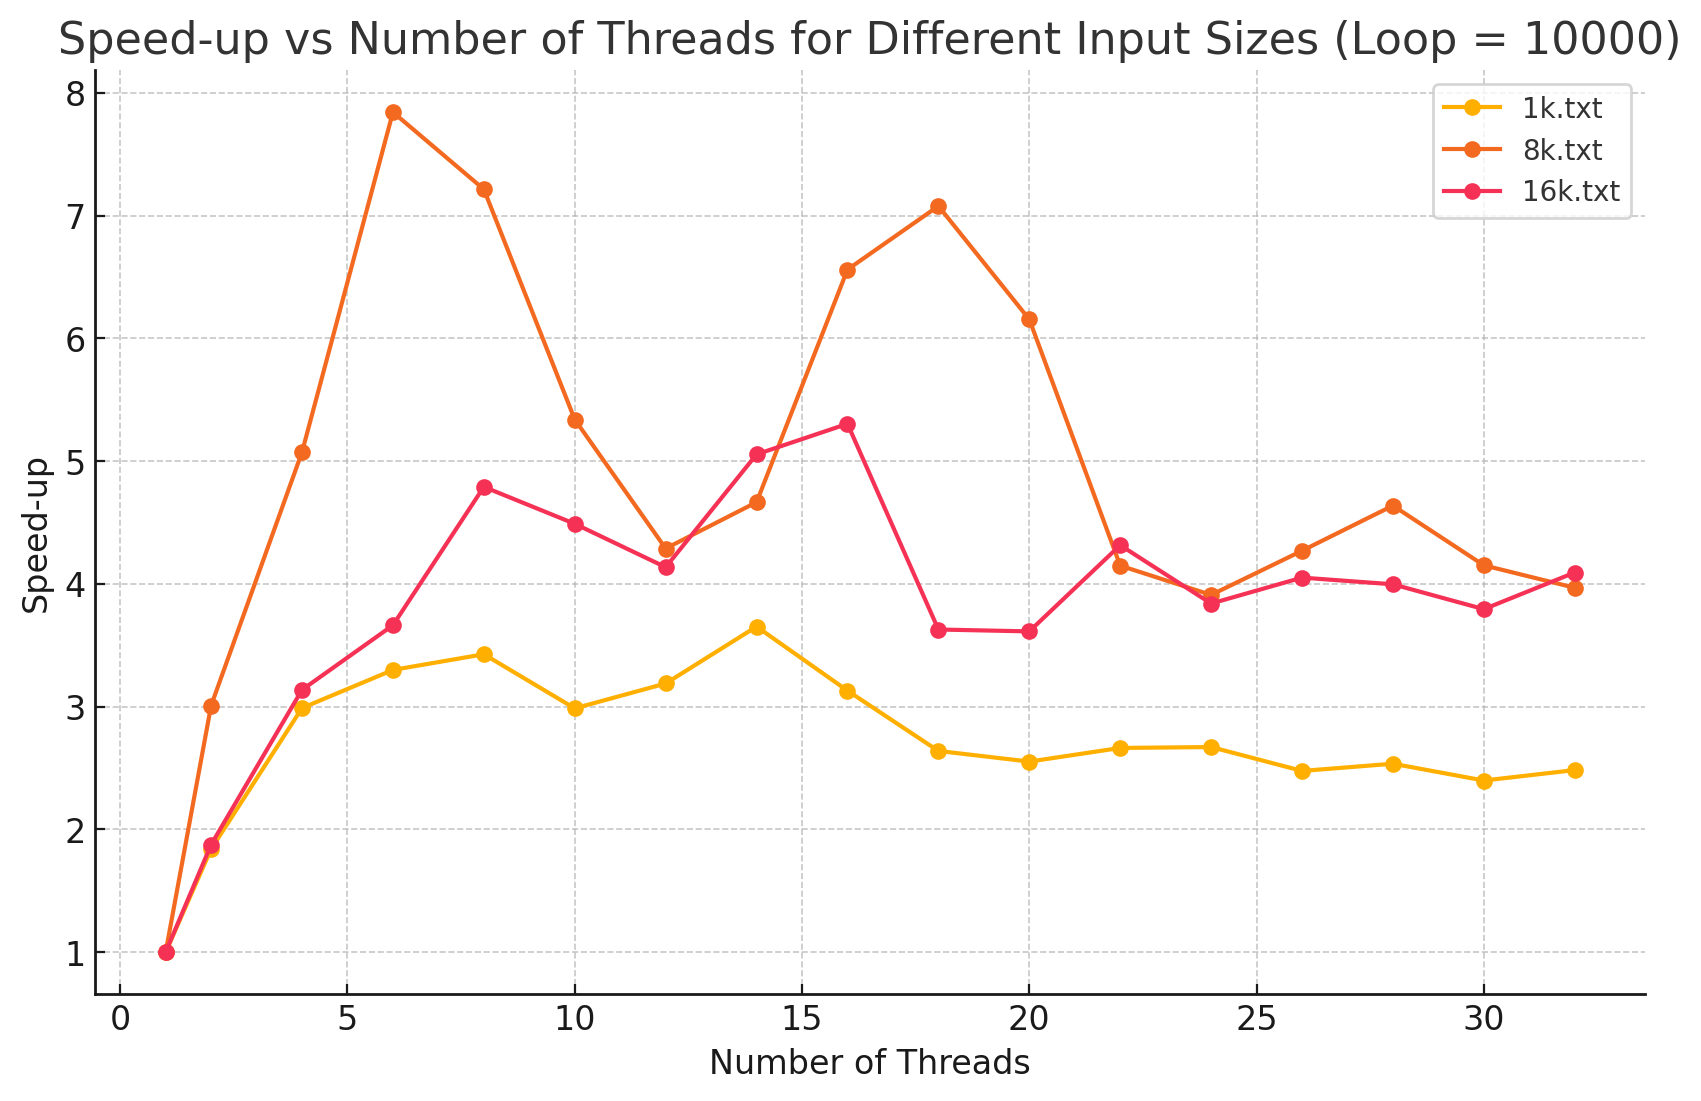 Speed-up vs Number of Threads for Different Input Sizes (Loop = 10000)
1k.txt
8k.txt
16k.txt
Speed-up
8
7
6
5
4
3
2
1
0 5 10 15 20 25 30
Number of Threads